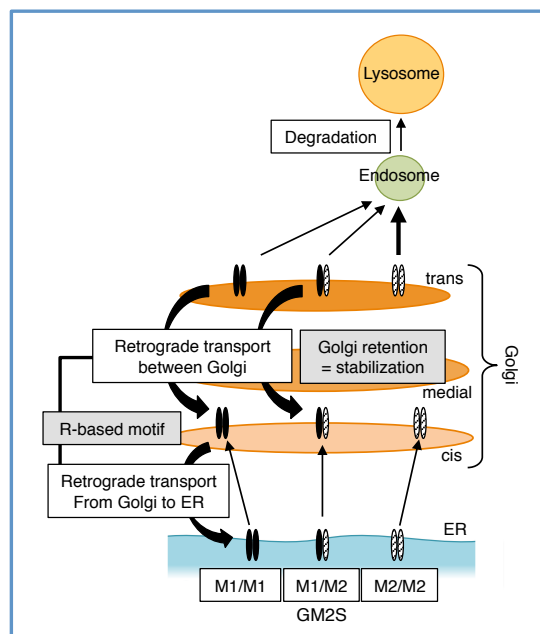 Lysosome
Degradation
Endosome
trans
Retrograde transport
between Golgi
Golgi retention
= stabilization
medial
Golgi
R-based motif
cis
Retrograde transport
From Golgi to ER
ER
M1/M1
M1/M2
M2/M2
GM2S